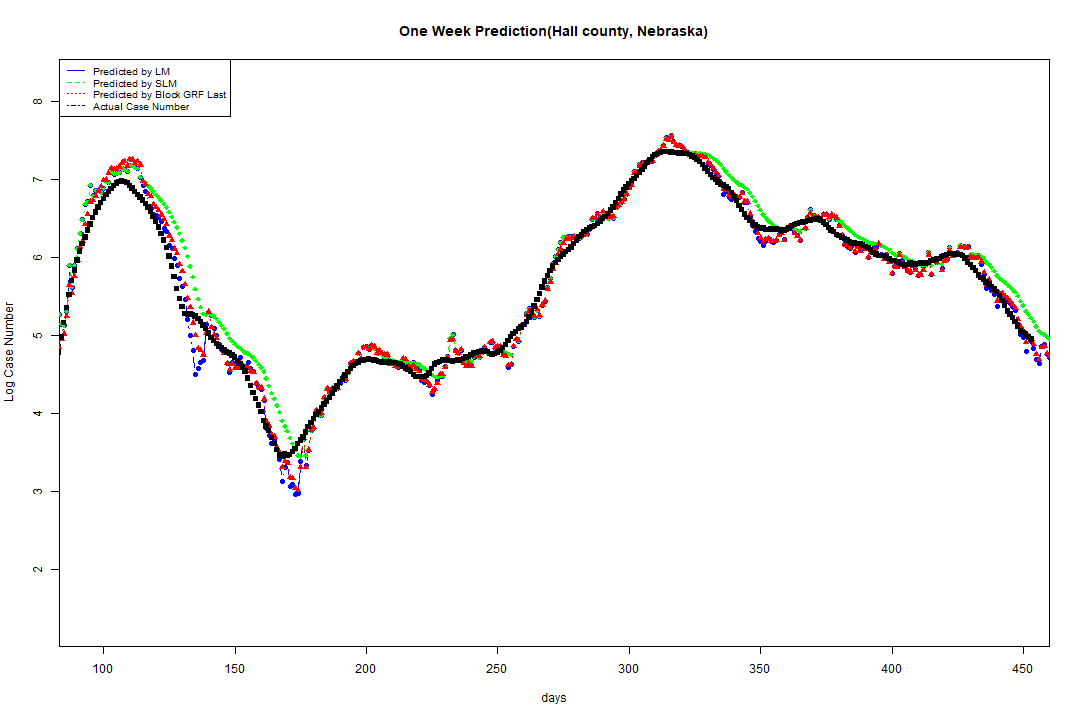 One Week Prediction(Hall county, Nebraska)
Predicted by LM
Predicted by SLM
Predicted by Block GRF Last
Actual Case Number
8
7
6
5
4
3
2
Log Case Number
100 150 200 250 300 350 400 450
days